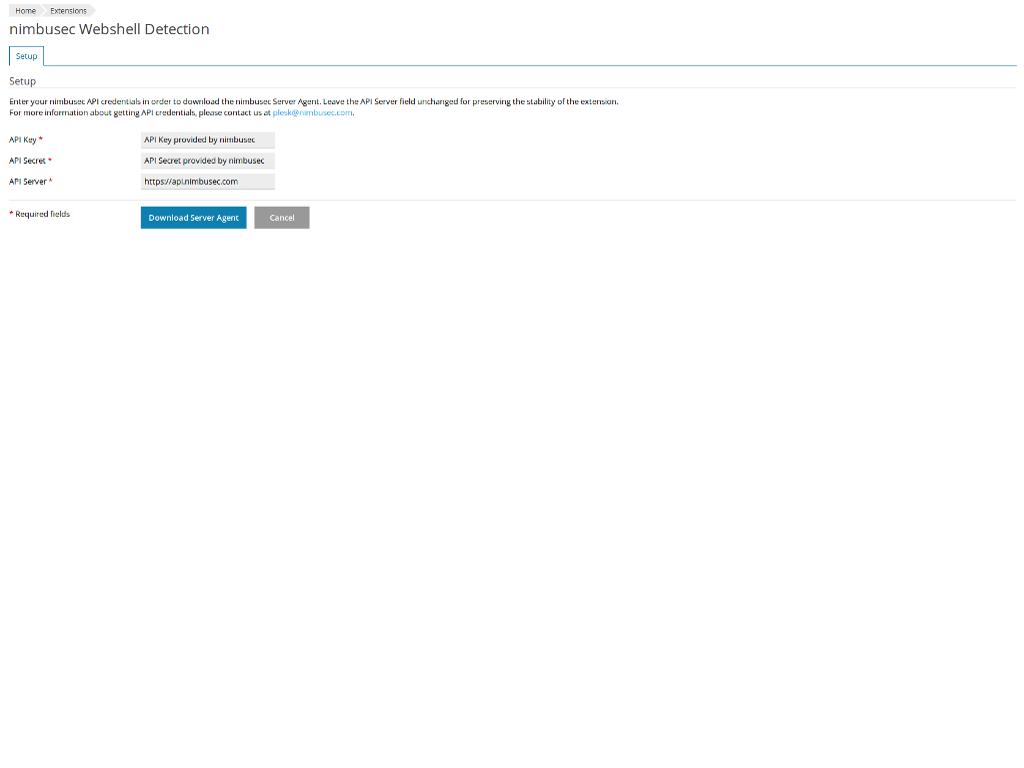 Home Extensions
nimbusec Webshell Detection
Setup
Setup
Enter your nimbusec API credentials in order to download the nimbusec Server Agent. Leave the API Server field unchanged for preserving the stability of the extension.
For more information about getting API credentials, please contact us at plesk@nimbusec.com.
API Key * API Key provided by nimbusec
API Secret * API Secret provided by nimbusec
API Server * https://api.nimbusec.com
* Required fields Download Server Agent Cancel